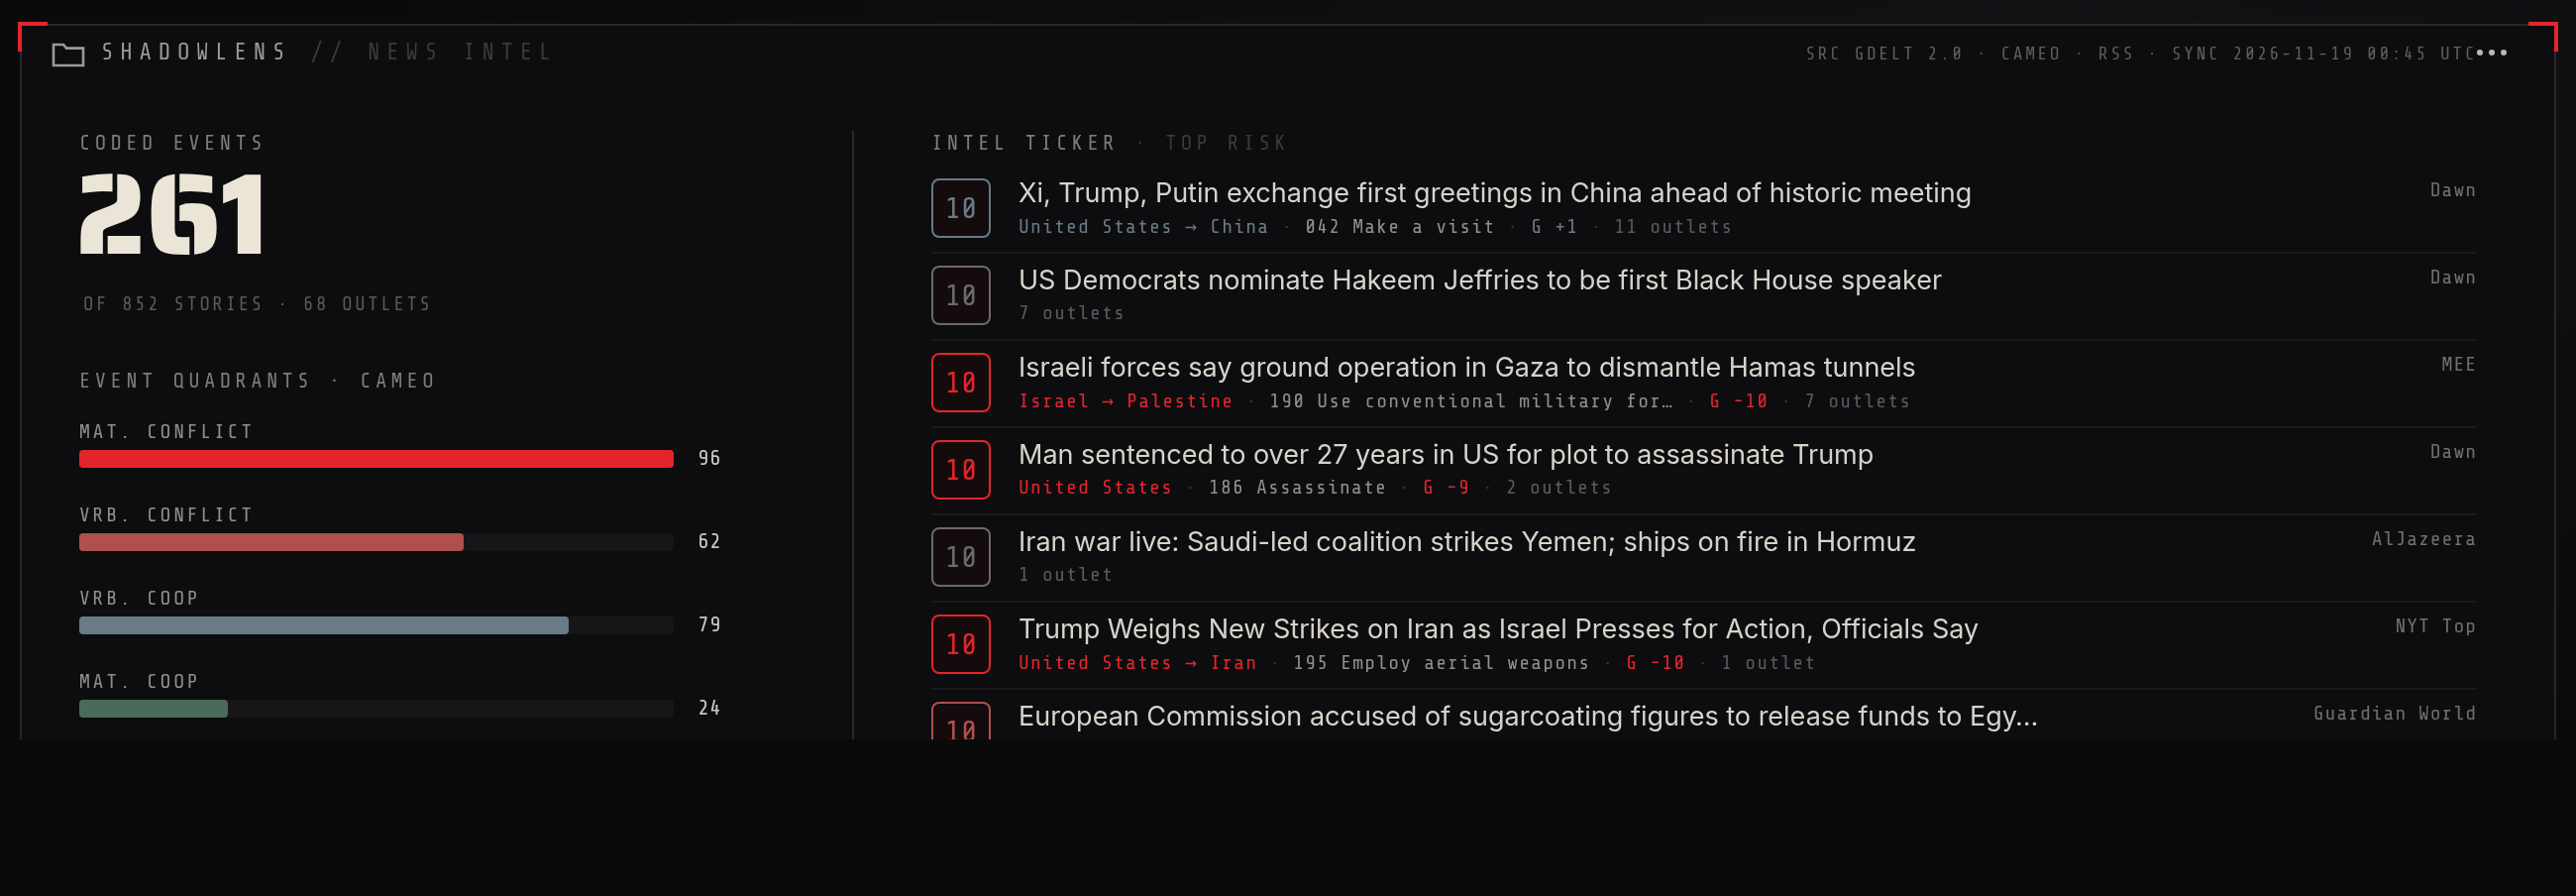 SHADOWLENS // NEWS INTEL
SRC GDELT 2.0 · CAMEO · RSS · SYNC 2026-11-19 00:45 UTC
CODED EVENTS
261
OF 852 STORIES · 68 OUTLETS
EVENT QUADRANTS · CAMEO
MAT. CONFLICT
96
VRB. CONFLICT
62
VRB. COOP
79
MAT. COOP
24
INTEL TICKER · TOP RISK
10 Xi, Trump, Putin exchange first greetings in China ahead of historic meeting Dawn
United States → China · 042 Make a visit · G +1 · 11 outlets
10 US Democrats nominate Hakeem Jeffries to be first Black House speaker Dawn
7 outlets
10 Israeli forces say ground operation in Gaza to dismantle Hamas tunnels MEE
Israel → Palestine · 190 Use conventional military for… · G -10 · 7 outlets
10 Man sentenced to over 27 years in US for plot to assassinate Trump Dawn
United States · 186 Assassinate · G -9 · 2 outlets
10 Iran war live: Saudi-led coalition strikes Yemen; ships on fire in Hormuz AlJazeera
1 outlet
10 Trump Weighs New Strikes on Iran as Israel Presses for Action, Officials Say NYT Top
United States → Iran · 195 Employ aerial weapons · G -10 · 1 outlet
10 European Commission accused of sugarcoating figures to release funds to Egy… Guardian World